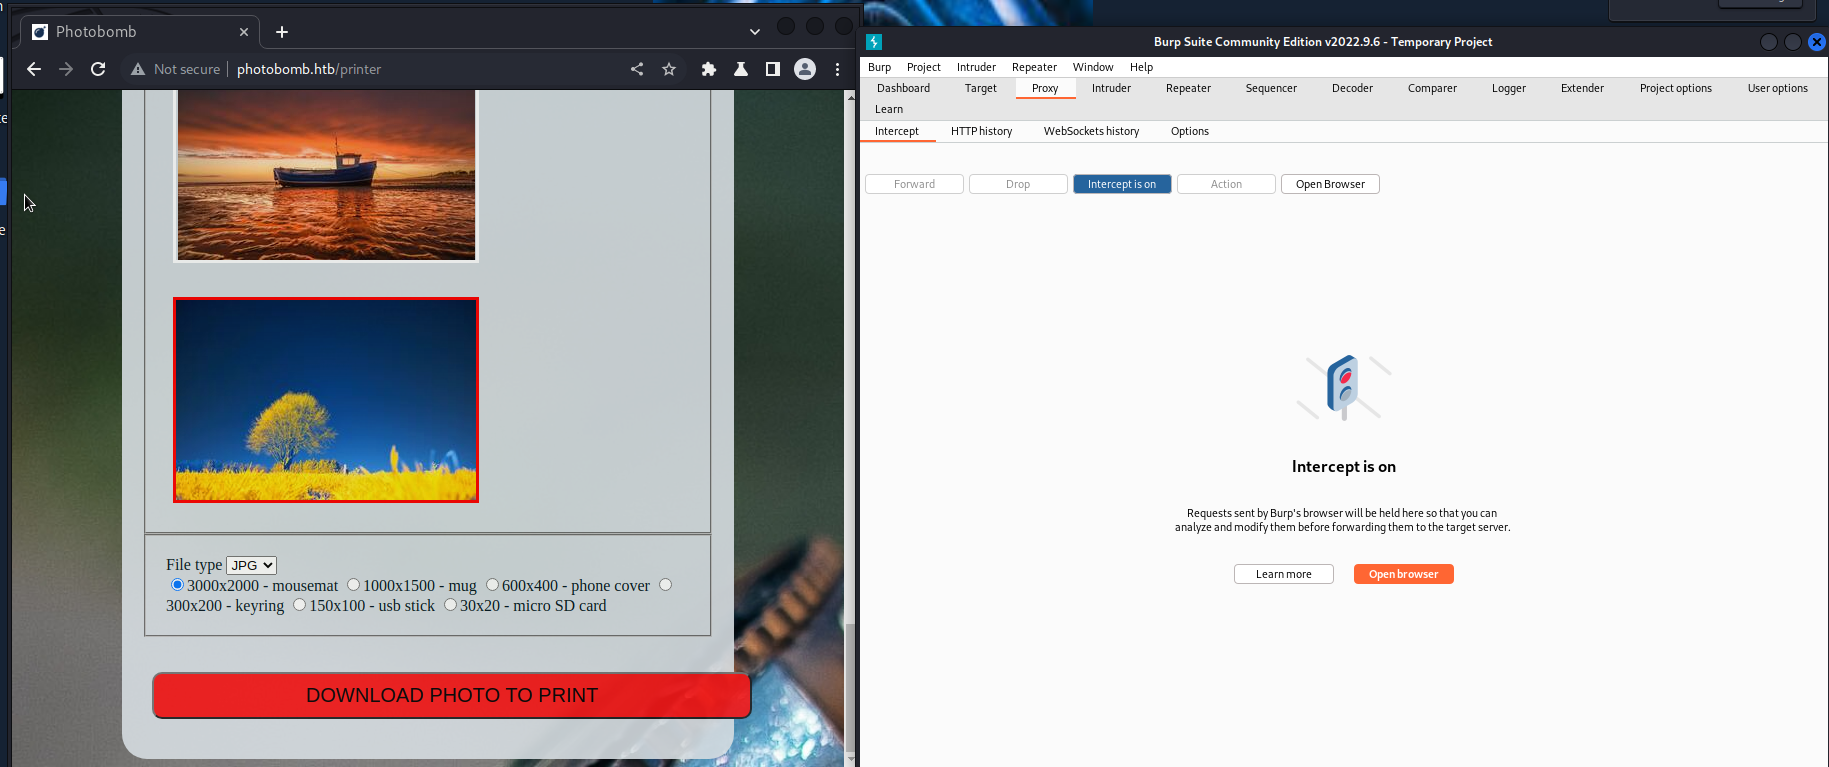 Photobomb
Not secure
photobomb.htb/printer
File type JPG
3000x2000 - mousemat 1000x1500 - mug 600x400 - phone cover
300x200 - keyring 150x100 - usb stick 30x20 - micro SD card
DOWNLOAD PHOTO TO PRINT
Burp Suite Community Edition v2022.9.6 - Temporary Project
Burp Project Intruder Repeater Window Help
Dashboard Target Proxy Intruder Repeater Sequencer Decoder Comparer Logger Extender Project options User options
Learn
Intercept HTTP history WebSockets history Options
Forward Drop Intercept is on Action Open Browser
Intercept is on
Requests sent by Burp's browser will be held here so that you can
analyze and modify them before forwarding them to the target server.
Learn more Open browser